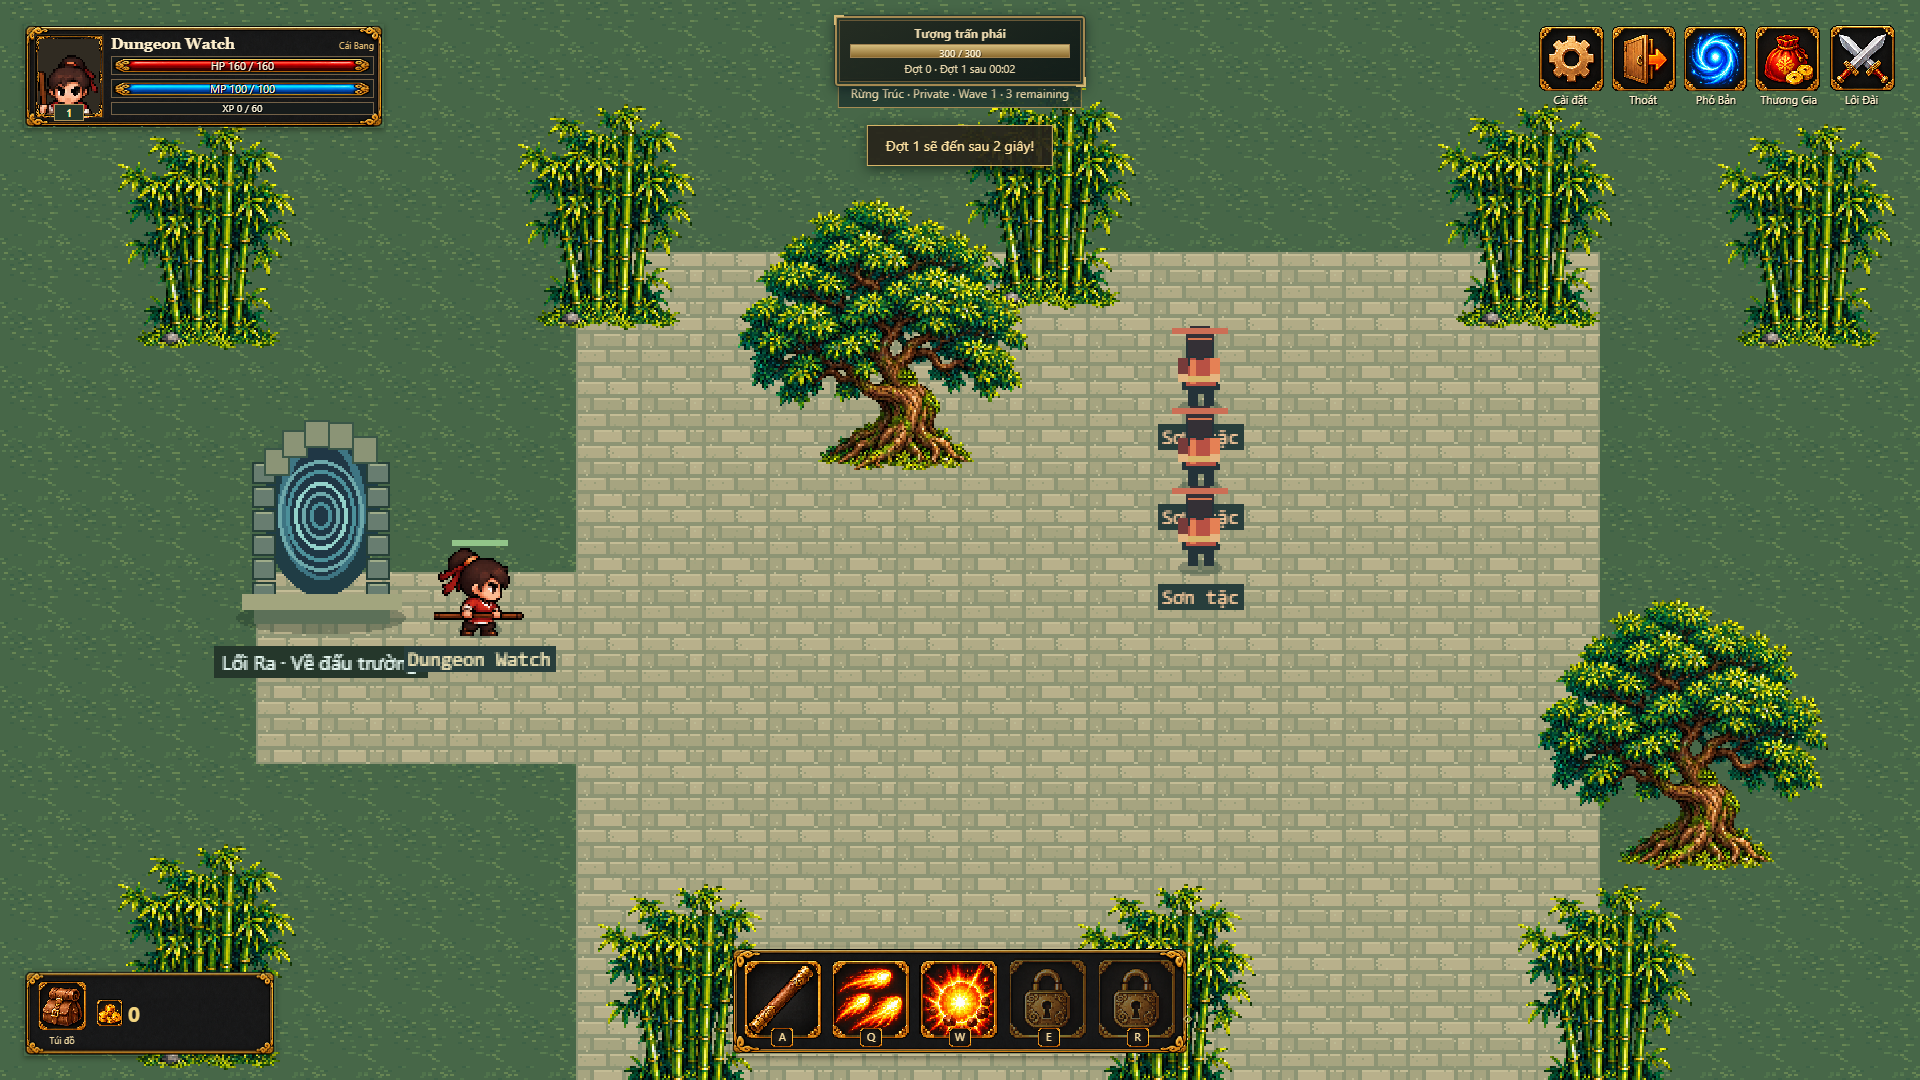 Dungeon Watch
Cái Bang
HP 160 / 160
MP 100 / 100
XP 0 / 60
1
Tượng trấn phái
300 / 300
Đợt 0 · Đợt 1 sau 00:02
Rừng Trúc · Private · Wave 1 · 3 remaining
Đợt 1 sẽ đến sau 2 giây!
Cài đặt
Thoát
Phó Bản
Thương Gia
Lôi Đài
Sơn tặc
Lối Ra - Về đấu trườn
Dungeon Watch
0
Túi đồ
A
Q
W
E
R